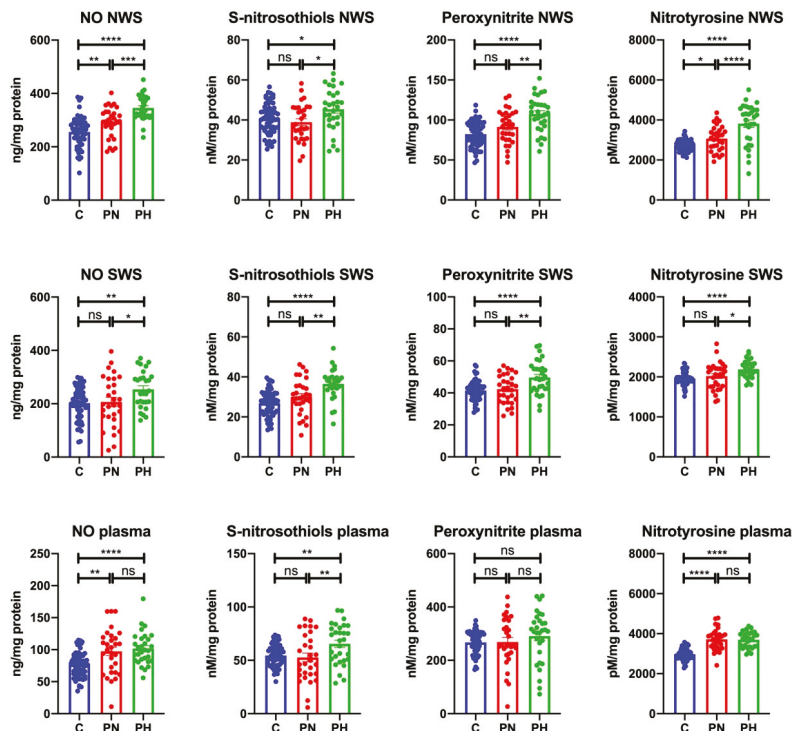 NO NWS
600
400
200
0
ng/mg protein
****
** ***
C PN PH
S-nitrosothiols NWS
80
60
40
20
0
nM/mg protein
*
ns *
C PN PH
Peroxynitrite NWS
200
150
100
50
0
nM/mg protein
****
ns **
C PN PH
Nitrotyrosine NWS
8000
6000
4000
2000
0
pM/mg protein
****
* ****
C PN PH
NO SWS
600
400
200
0
ng/mg protein
**
ns *
C PN PH
S-nitrosothiols SWS
80
60
40
20
0
nM/mg protein
****
ns **
C PN PH
Peroxynitrite SWS
100
80
60
40
20
0
nM/mg protein
****
ns **
C PN PH
Nitrotyrosine SWS
4000
3000
2000
1000
0
pM/mg protein
****
ns *
C PN PH
NO plasma
250
200
150
100
50
0
ng/mg protein
****
** ns
C PN PH
S-nitrosothiols plasma
150
100
50
0
nM/mg protein
**
ns **
C PN PH
Peroxynitrite plasma
600
400
200
0
nM/mg protein
ns
ns ns
C PN PH
Nitrotyrosine plasma
8000
6000
4000
2000
0
pM/mg protein
****
**** ns
C PN PH